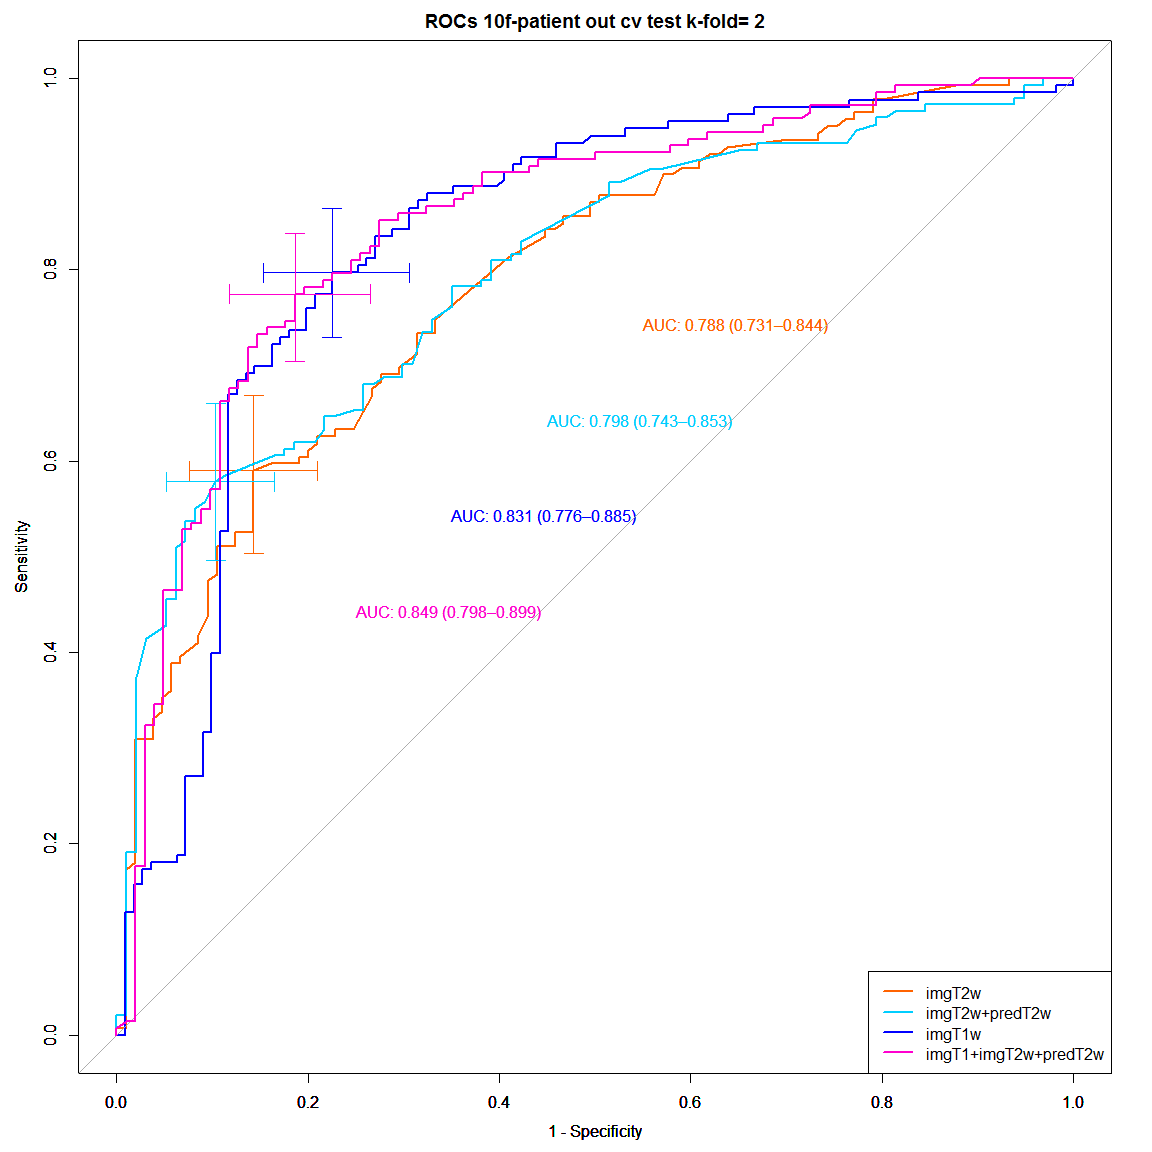 ROCs 10f-patient out cv test k-fold= 2
1.0
0.8
0.6
0.4
0.2
0.0
Sensitivity
AUC: 0.788 (0.731–0.844)
AUC: 0.798 (0.743–0.853)
AUC: 0.831 (0.776–0.885)
AUC: 0.849 (0.798–0.899)
imgT2w
imgT2w+predT2w
imgT1w
imgT1+imgT2w+predT2w
0.0 0.2 0.4 0.6 0.8 1.0
1 - Specificity